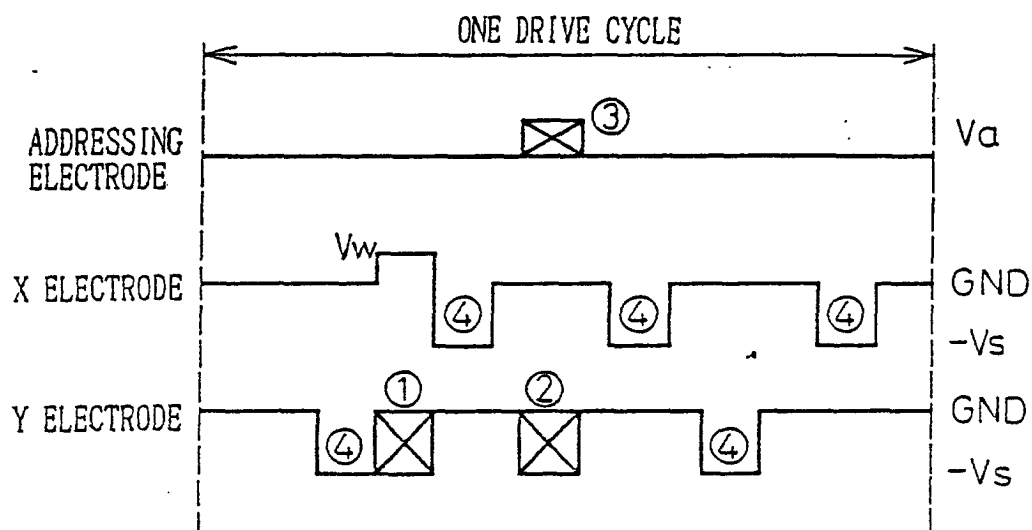 ONE DRIVE CYCLE
③
ADDRESSING
ELECTRODE
Va
Vw
X ELECTRODE
④
④
④
GND
-Vs
①
②
Y ELECTRODE
④
④
GND
-Vs